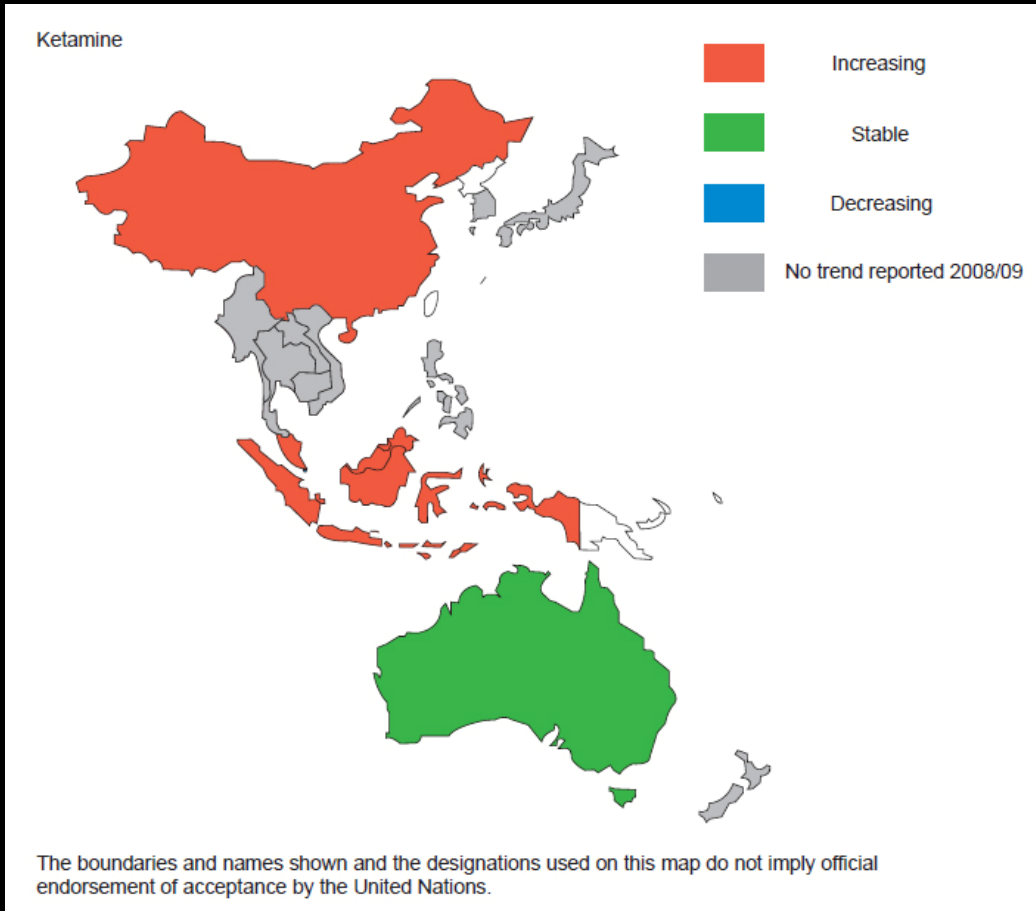 Ketamine
Increasing
Stable
Decreasing
No trend reported 2008/09
The boundaries and names shown and the designations used on this map do not imply official
endorsement of acceptance by the United Nations.